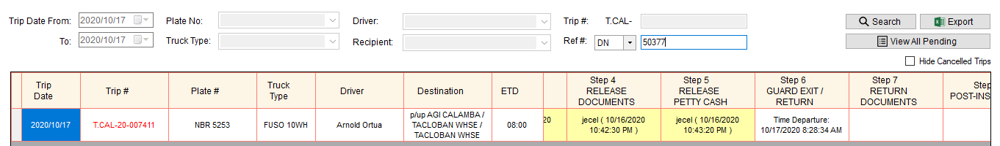 Trip Date From: 2020/10/17 Plate No: Driver: Trip #: T.CAL- Search Export
To: 2020/10/17 Truck Type: Recipient: Ref #: DN 50377 View All Pending
Hide Cancelled Trips
Trip Date Trip # Plate # Truck Type Driver Destination ETD Step 4 RELEASE DOCUMENTS Step 5 RELEASE PETTY CASH Step 6 GUARD EXIT / RETURN Step 7 RETURN DOCUMENTS Step POST-INS
2020/10/17 T.CAL-20-007411 NBR 5253 FUSO 10WH Arnold Ortua p/up AGI CALAMBA / TACLOBAN WHSE / TACLOBAN WHSE 08:00 20 jecel ( 10/16/2020 10:42:30 PM ) jecel ( 10/16/2020 10:43:20 PM ) Time Departure: 10/17/2020 8:28:34 AM